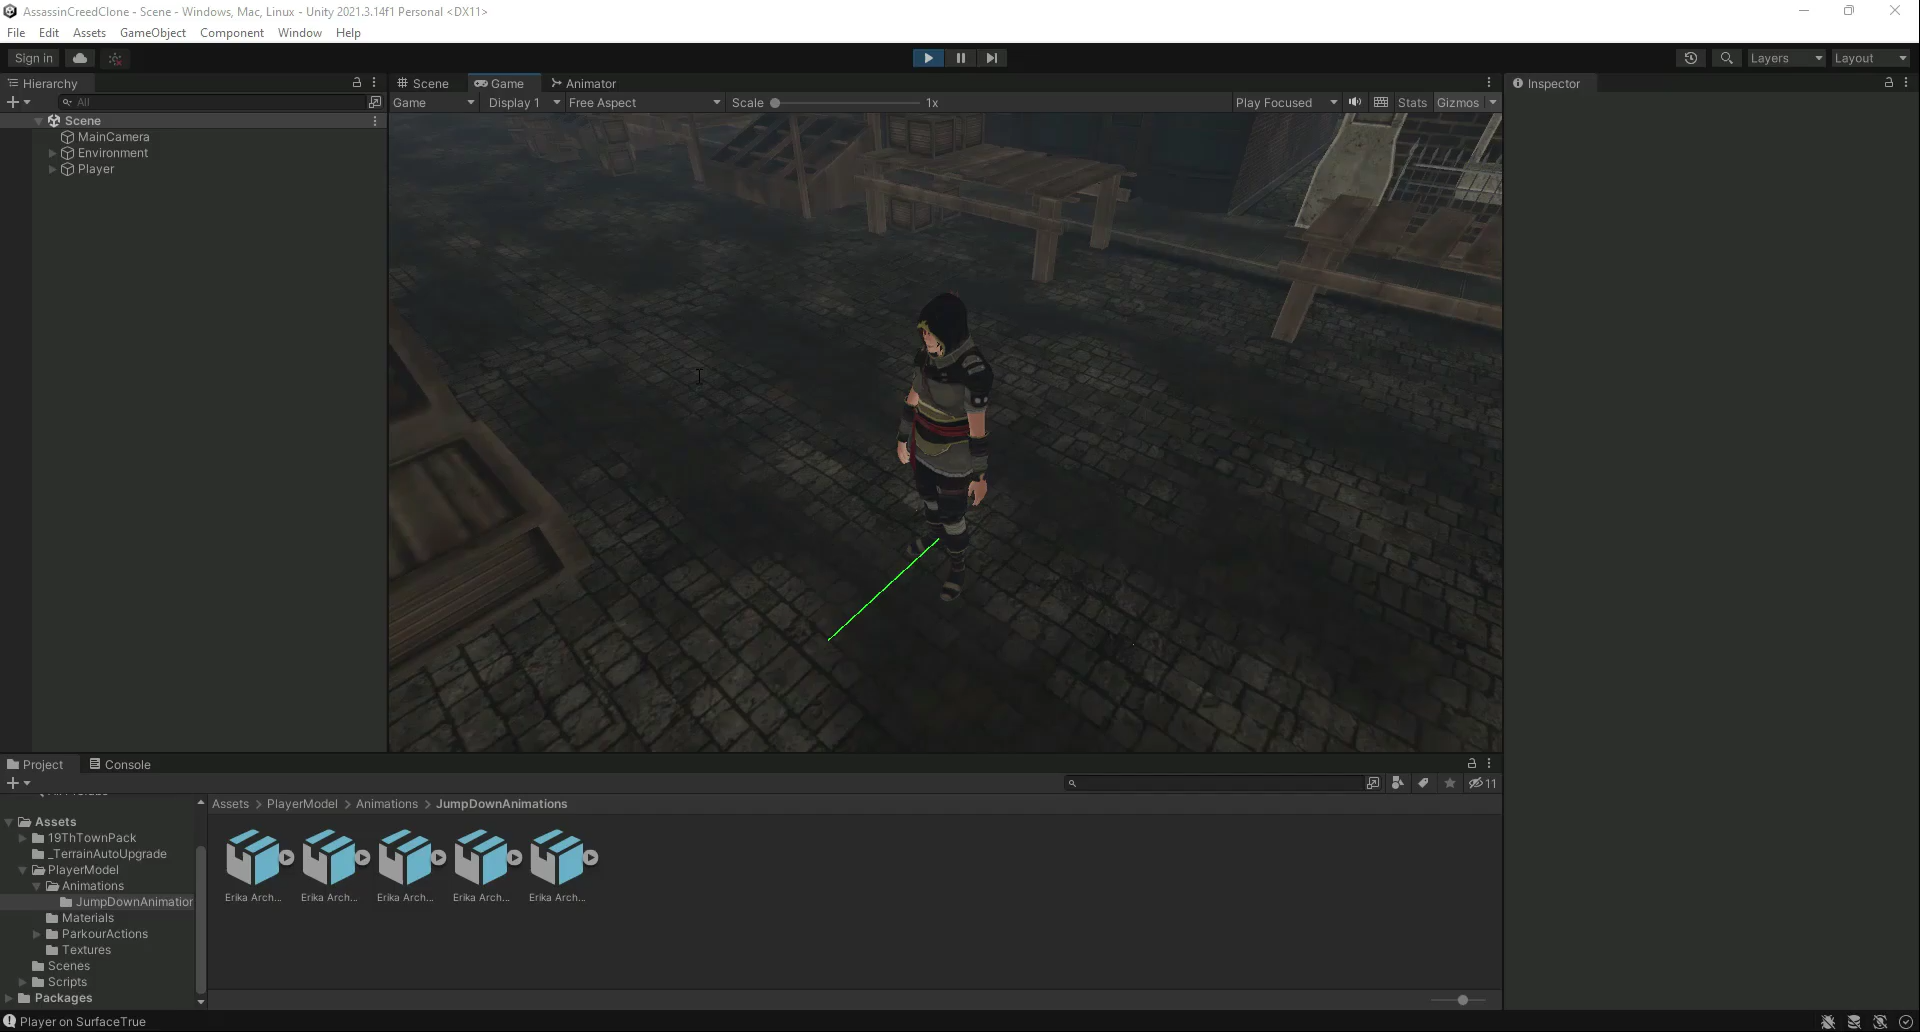 AssassinCreedClone - Scene - Windows, Mac, Linux - Unity 2021.3.14f1 Personal <DX11>
File Edit Assets GameObject Component Window Help
Sign in
Layers Layout
Hierarchy
Scene Game Animator
Inspector
All
Game Display 1 Free Aspect Scale 1x Play Focused Stats Gizmos
Scene
MainCamera
Environment
Player
Project Console
11
Assets > PlayerModel > Animations > JumpDownAnimations
Assets
19ThTownPack
_TerrainAutoUpgrade
PlayerModel
Animations
JumpDownAnimation
Materials
ParkourActions
Textures
Scenes
Scripts
Packages
Erika Arch... Erika Arch... Erika Arch... Erika Arch... Erika Arch...
Player on SurfaceTrue